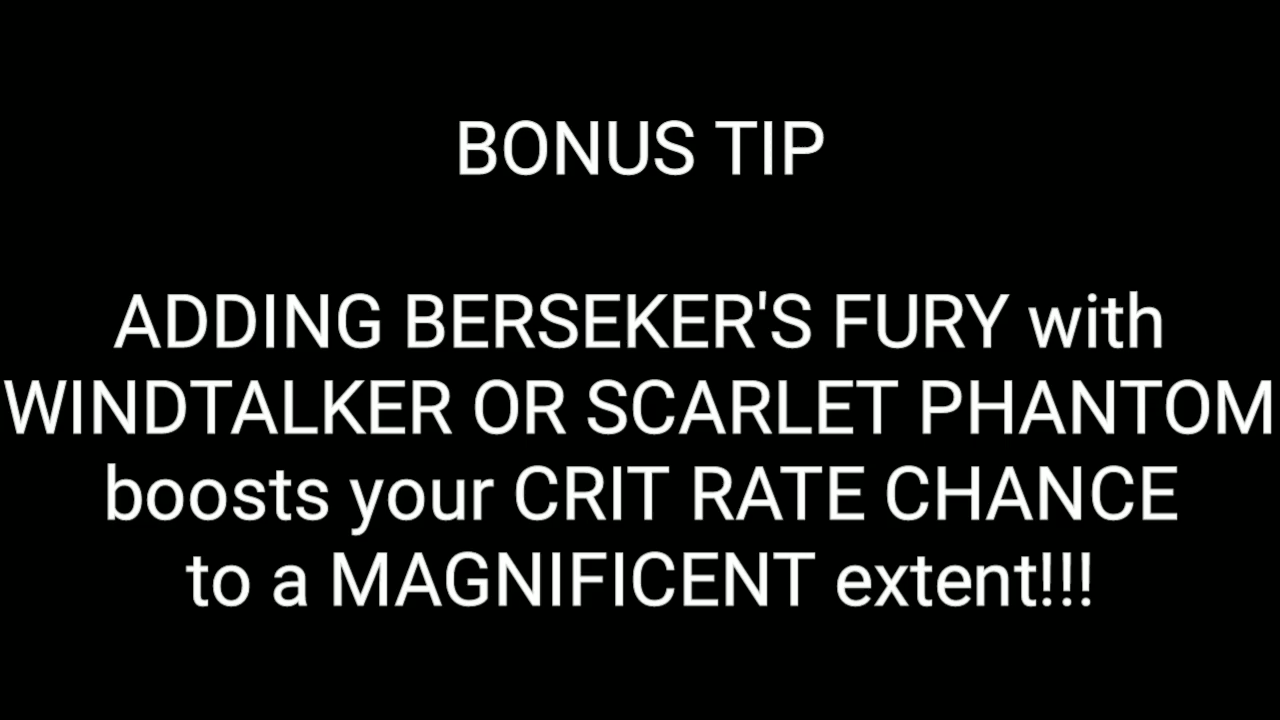 BONUS TIP
ADDING BERSEKER'S FURY with
WINDTALKER OR SCARLET PHANTOM
boosts your CRIT RATE CHANCE
to a MAGNIFICENT extent!!!